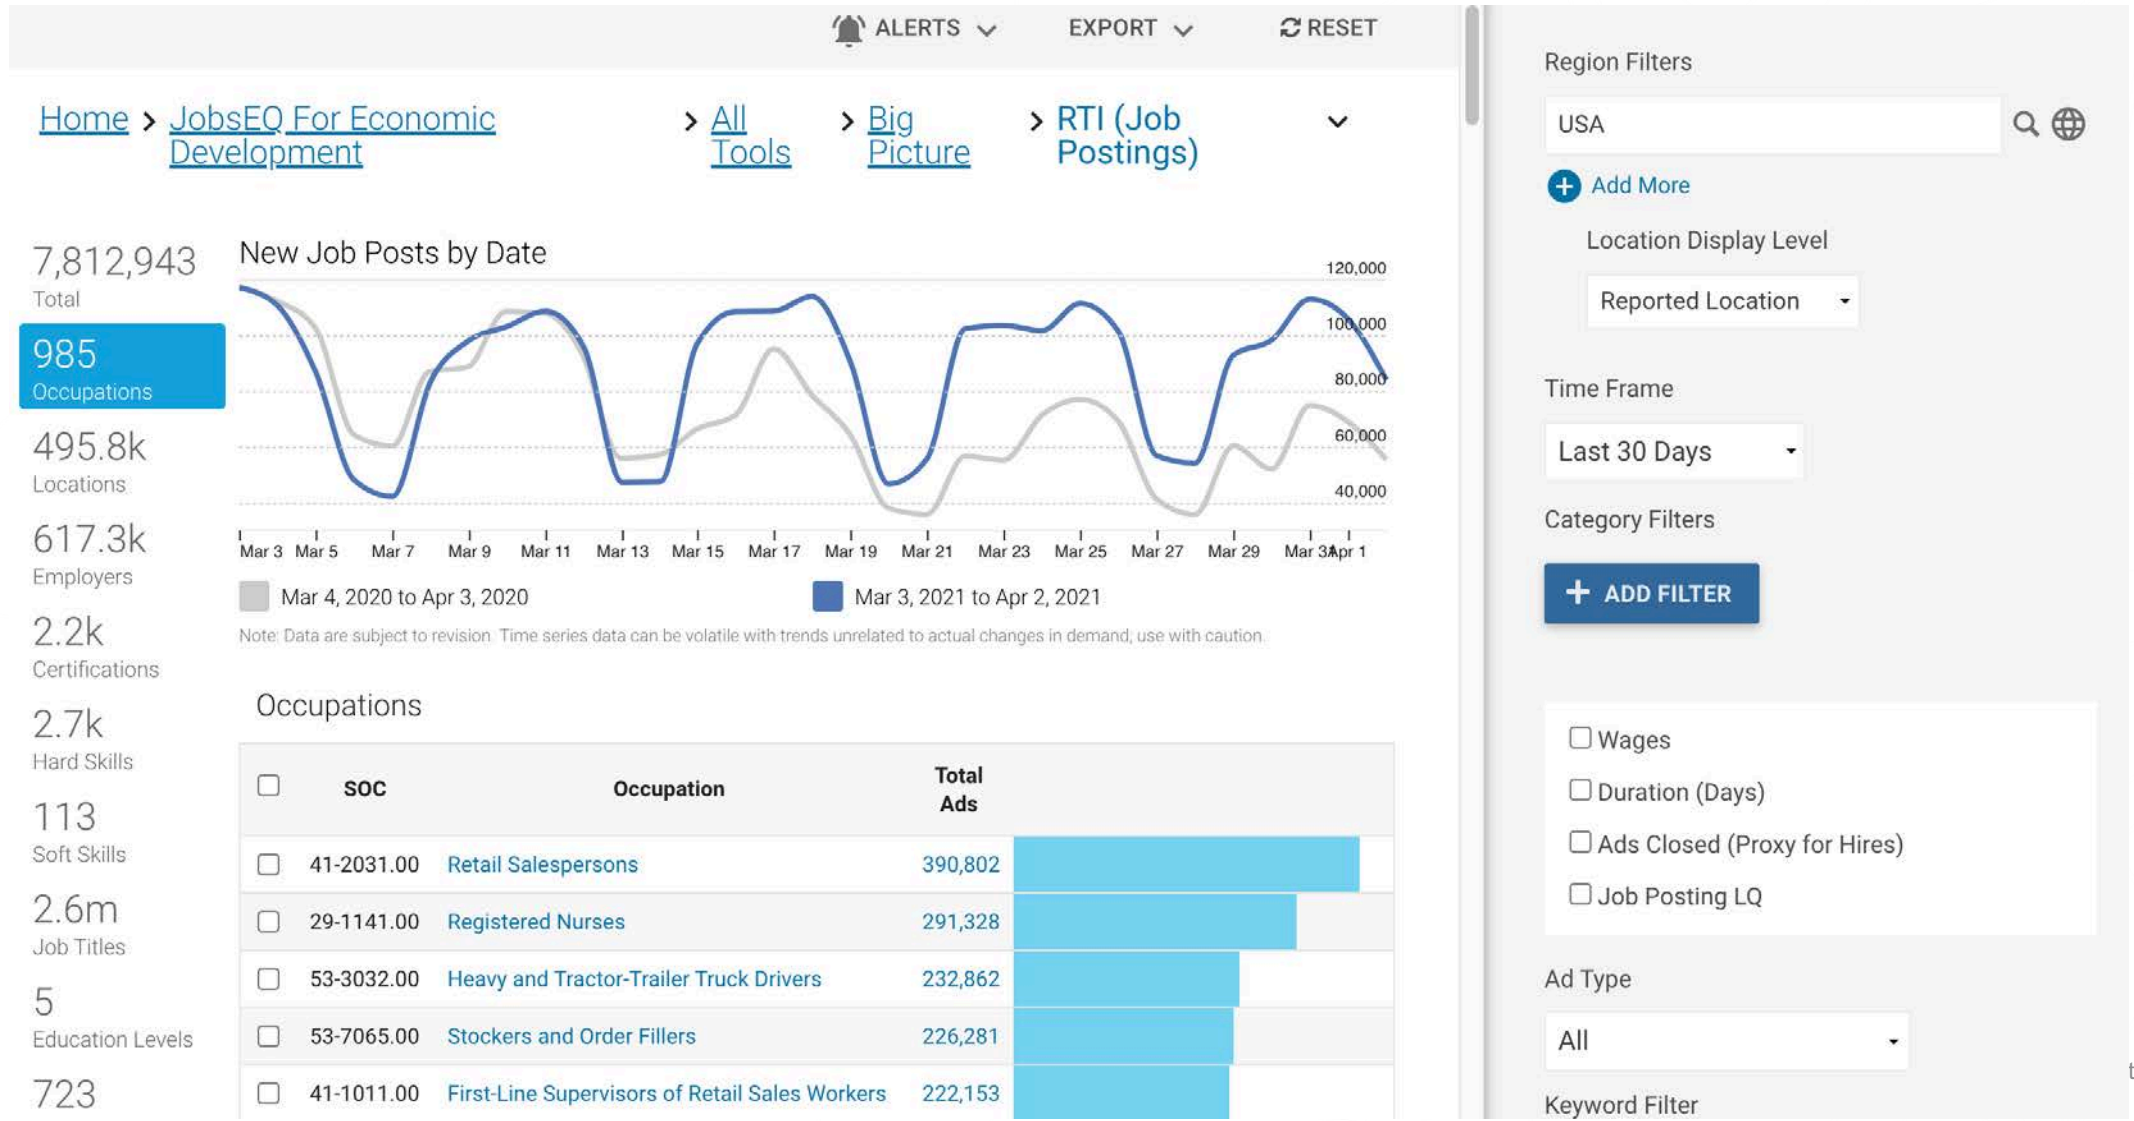 ALERTS EXPORT RESET
Home > JobsEQ For Economic Development > All Tools > Big Picture > RTI (Job Postings)
7,812,943
Total
985
Occupations
495.8k
Locations
617.3k
Employers
2.2k
Certifications
2.7k
Hard Skills
113
Soft Skills
2.6m
Job Titles
5
Education Levels
723
New Job Posts by Date
120,000
100,000
80,000
60,000
40,000
Mar 3 Mar 5 Mar 7 Mar 9 Mar 11 Mar 13 Mar 15 Mar 17 Mar 19 Mar 21 Mar 23 Mar 25 Mar 27 Mar 29 Mar 31 Apr 1
Mar 4, 2020 to Apr 3, 2020 Mar 3, 2021 to Apr 2, 2021
Note: Data are subject to revision. Time series data can be volatile with trends unrelated to actual changes in demand; use with caution.
Occupations
SOC Occupation Total Ads
41-2031.00 Retail Salespersons 390,802
29-1141.00 Registered Nurses 291,328
53-3032.00 Heavy and Tractor-Trailer Truck Drivers 232,862
53-7065.00 Stockers and Order Fillers 226,281
41-1011.00 First-Line Supervisors of Retail Sales Workers 222,153
Region Filters
USA
+ Add More
Location Display Level
Reported Location
Time Frame
Last 30 Days
Category Filters
+ ADD FILTER
Wages
Duration (Days)
Ads Closed (Proxy for Hires)
Job Posting LQ
Ad Type
All
Keyword Filter
t